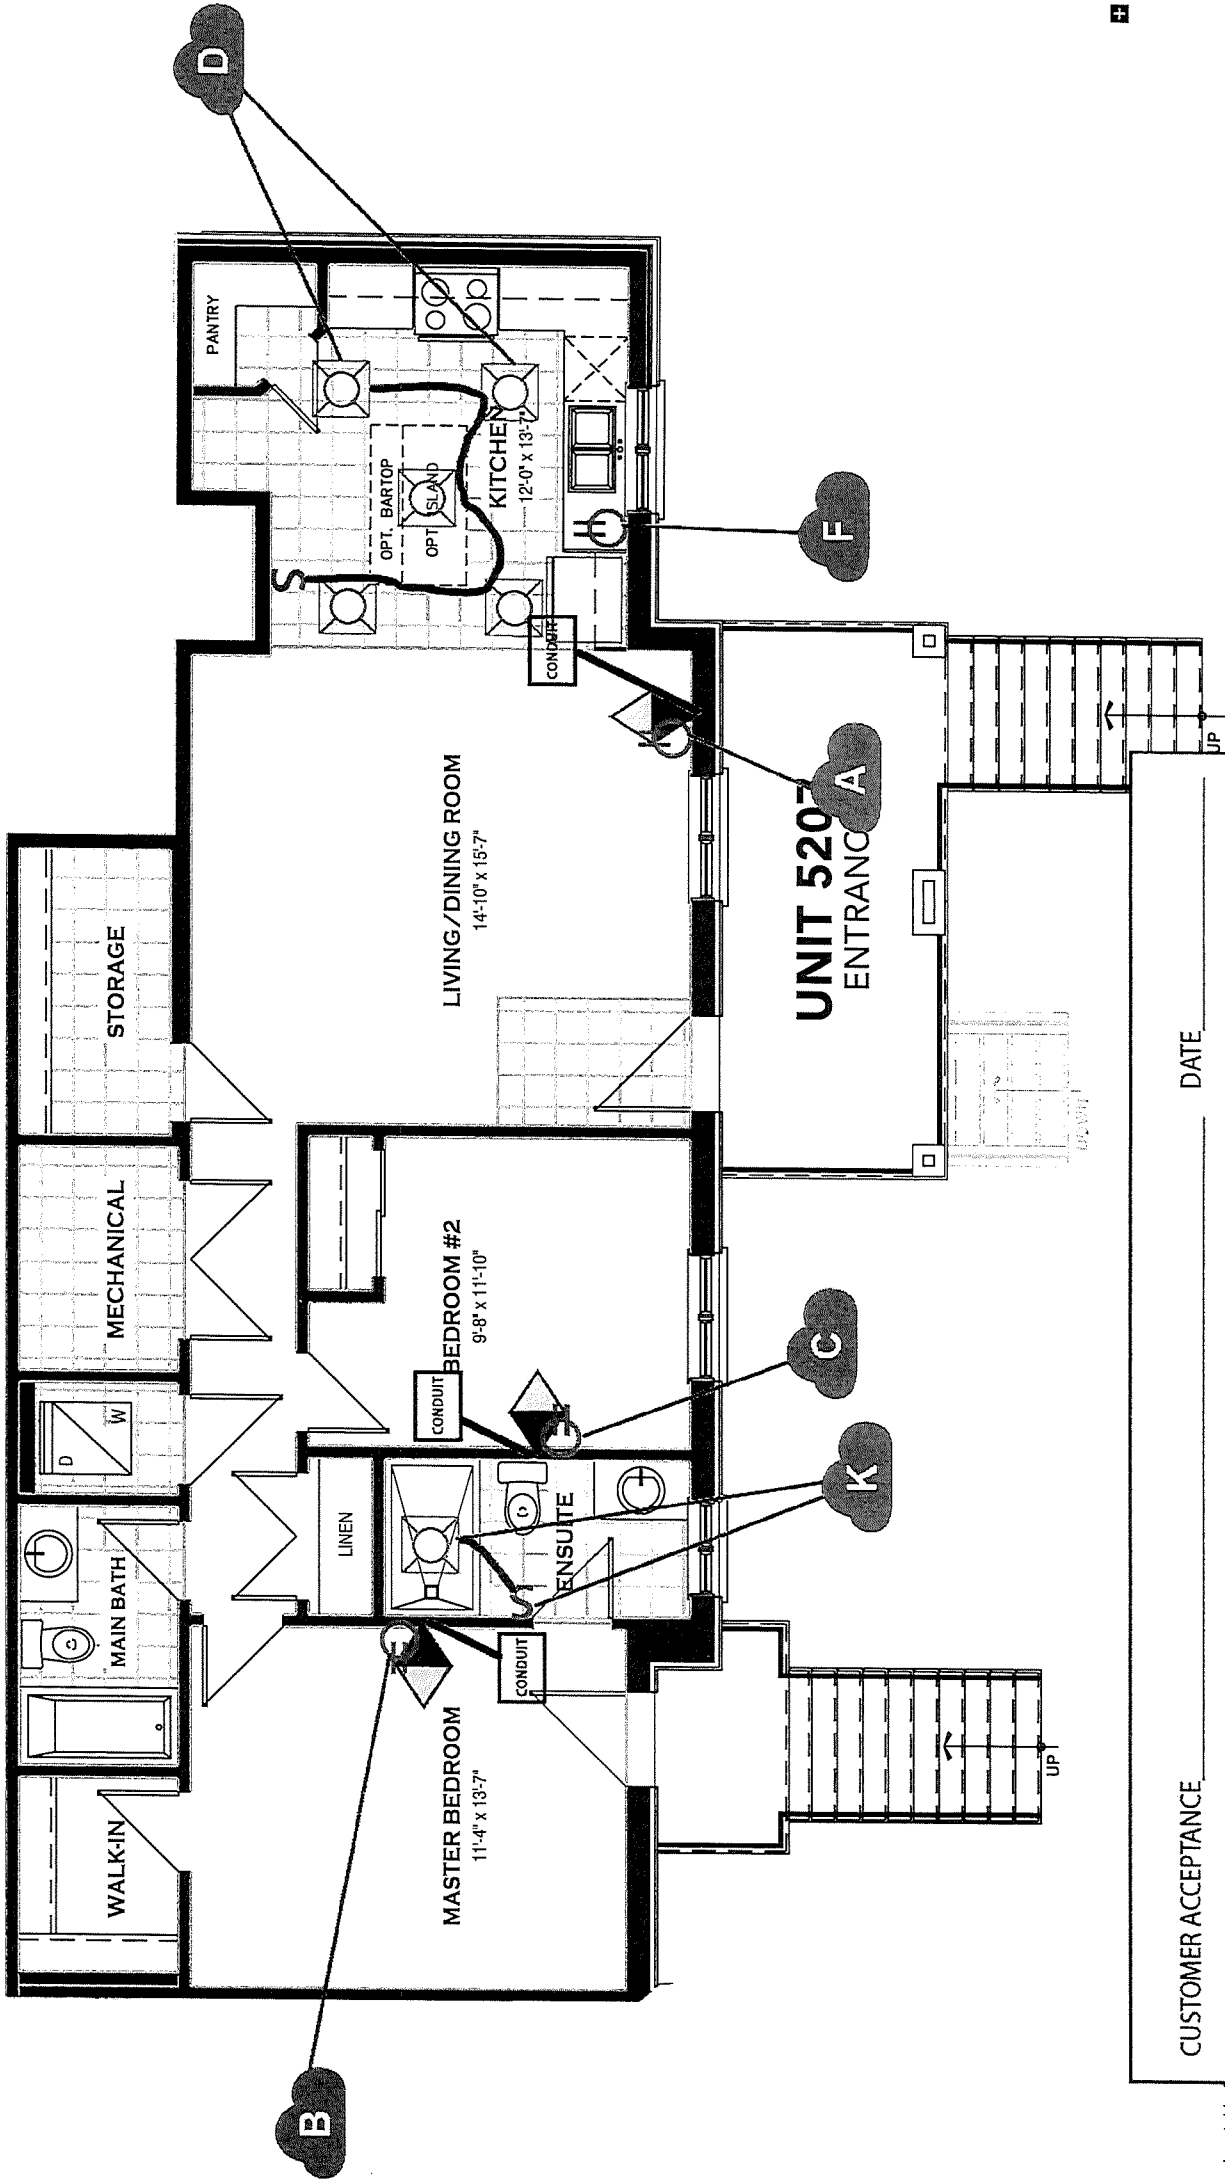 D
PANTRY
OPT. BARTOP
OPT. ISLAND
KITCHEN
12'-0" x 13'-7"
S
F
CONDUIT
A
LIVING/DINING ROOM
14'-10" x 15'-7"
UNIT
ENTRANC
UP
STORAGE
MECHANICAL
BEDROOM #2
9'-8" x 11'-10"
CONDUIT
C
K
D
W
LINEN
ENSUITE
S
MAIN BATH
CONDUIT
MASTER BEDROOM
11'-4" x 13'-7"
WALK-IN
UP
B
CUSTOMER ACCEPTANCE
DATE